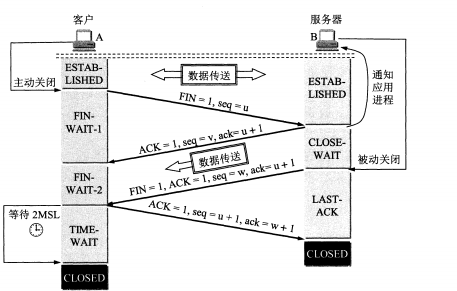 客户
服务器
A
B
ESTAB-
LISHED
数据传送
ESTAB-
LISHED
通知
应用
进程
主动关闭
FIN = 1, seq = u
FIN-
WAIT-1
ACK = 1, seq = v, ack= u + 1
CLOSE-
WAIT
数据传送
被动关闭
FIN-
WAIT-2
FIN = 1, ACK = 1, seq = w, ack= u + 1
等待 2MSL
ACK = 1, seq = u + 1, ack = w + 1
LAST-
ACK
TIME-
WAIT
CLOSED
CLOSED